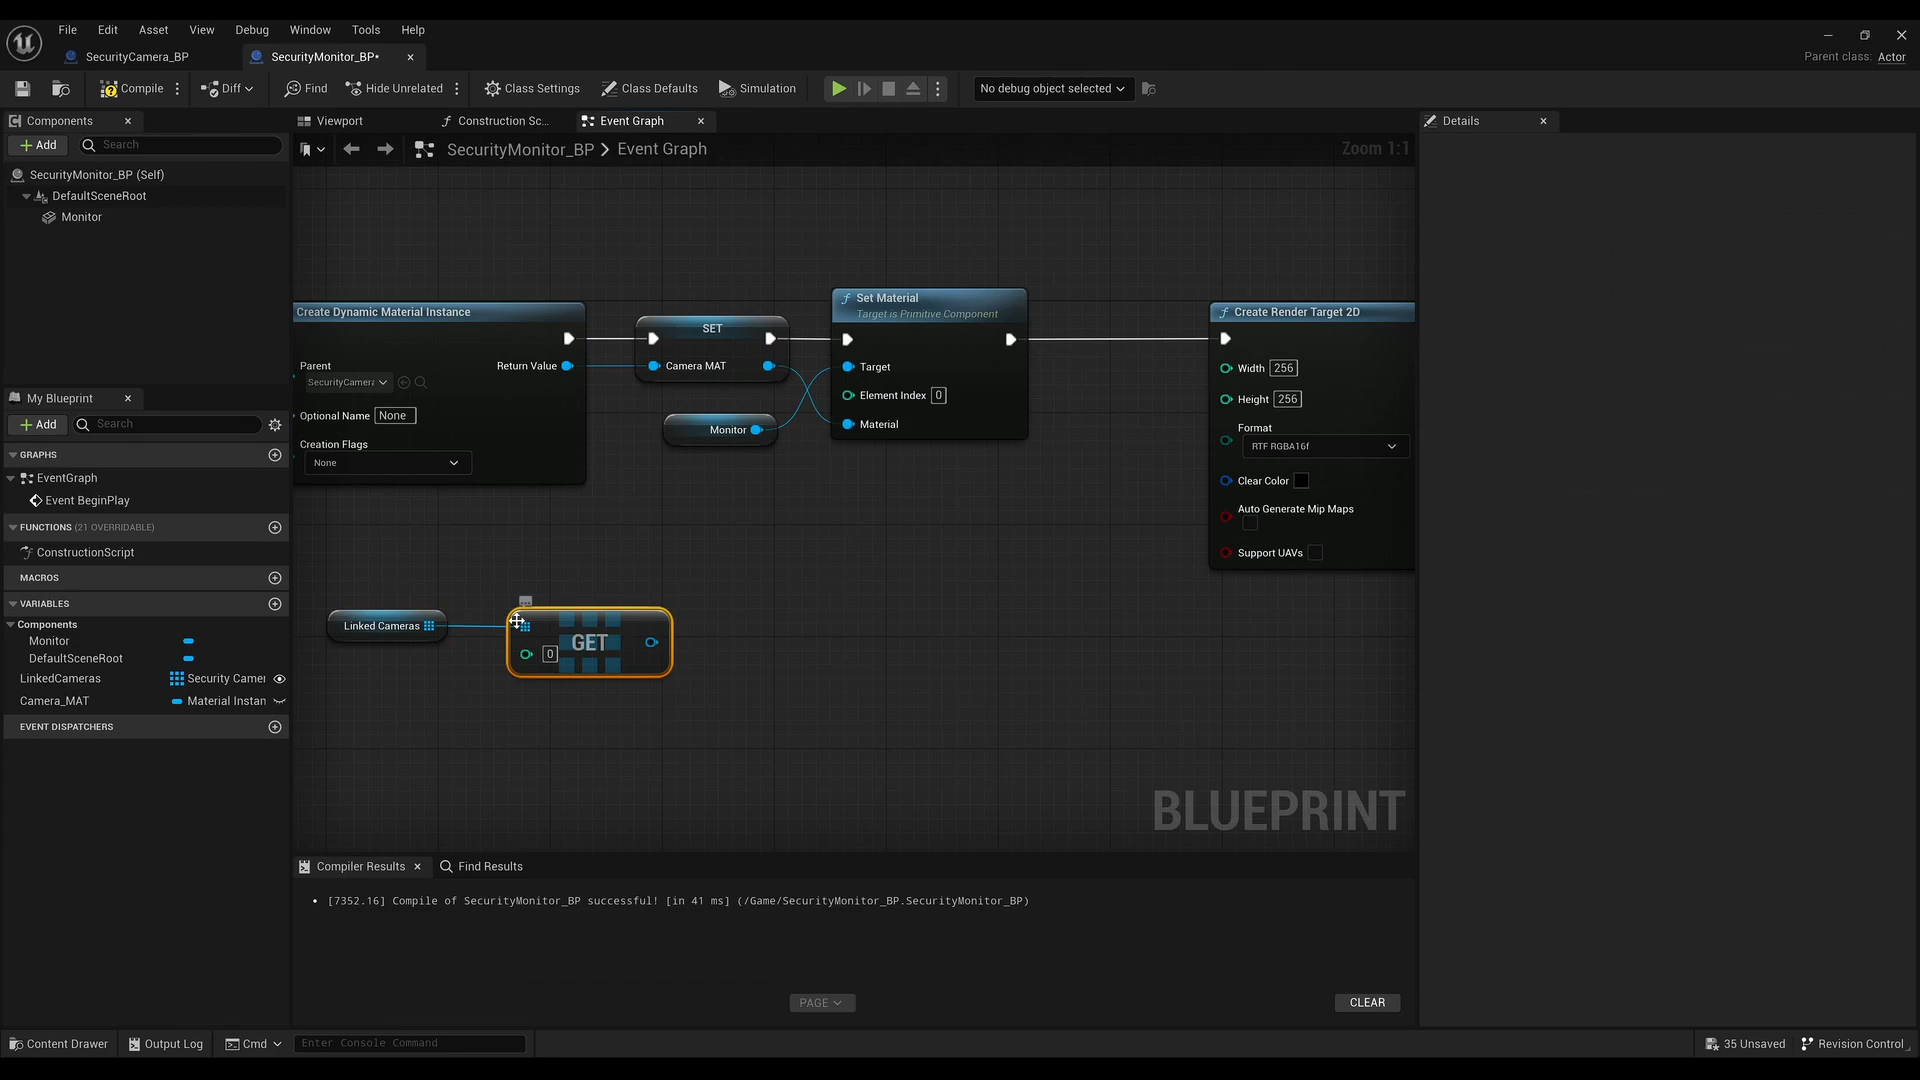 File Edit Asset View Debug Window Tools Help
SecurityCamera_BP SecurityMonitor_BP*
Parent class: Actor
Compile Diff Find Hide Unrelated Class Settings Class Defaults Simulation No debug object selected
Components
Viewport Construction Sc... Event Graph
Details
Add Search
SecurityMonitor_BP > Event Graph
Zoom 1:1
SecurityMonitor_BP (Self)
DefaultSceneRoot
Monitor
My Blueprint
Add Search
GRAPHS
EventGraph
Event BeginPlay
FUNCTIONS (21 OVERRIDABLE)
ConstructionScript
MACROS
VARIABLES
Components
Monitor
DefaultSceneRoot
LinkedCameras Security Camer
Camera_MAT Material Instan
EVENT DISPATCHERS
Create Dynamic Material Instance
Parent
SecurityCamera
Return Value
Optional Name None
Creation Flags
None
SET
Camera MAT
Monitor
Set Material
Target is Primitive Component
Target
Element Index 0
Material
Create Render Target 2D
Width 256
Height 256
Format
RTF RGBA16f
Clear Color
Auto Generate Mip Maps
Support UAVs
Linked Cameras
GET
0
BLUEPRINT
Compiler Results Find Results
[7352.16] Compile of SecurityMonitor_BP successful! [in 41 ms] (/Game/SecurityMonitor_BP.SecurityMonitor_BP)
PAGE
CLEAR
Content Drawer Output Log Cmd Enter Console Command 35 Unsaved Revision Control